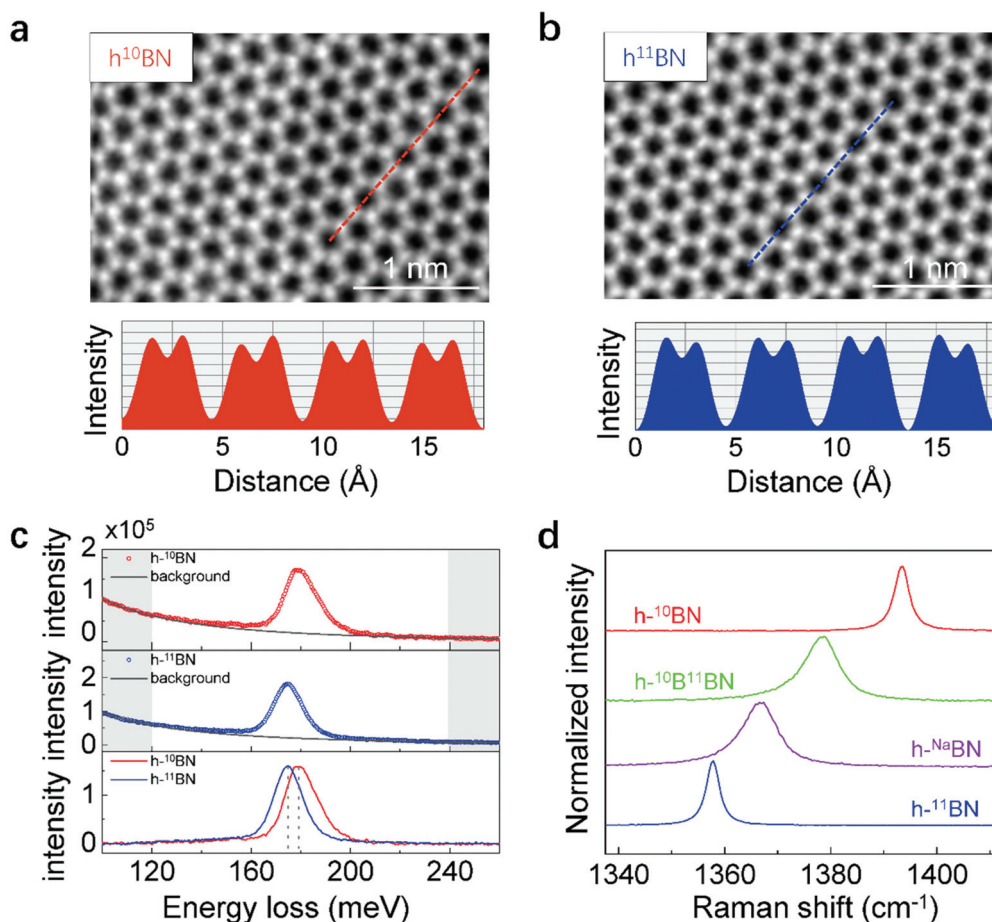 a
h¹⁰BN
1 nm
Intensity
0 5 10 15
Distance (Å)
b
h¹¹BN
1 nm
Intensity
0 5 10 15
Distance (Å)
c
x10⁵
2
1
0
intensity
h-¹⁰BN
background
2
1
0
intensity
h-¹¹BN
background
1
0
intensity
h-¹⁰BN
h-¹¹BN
120 160 200 240
Energy loss (meV)
d
Normalized intensity
h-¹⁰BN
h-¹⁰B¹¹BN
h-ᴺᵃBN
h-¹¹BN
1340 1360 1380 1400
Raman shift (cm⁻¹)